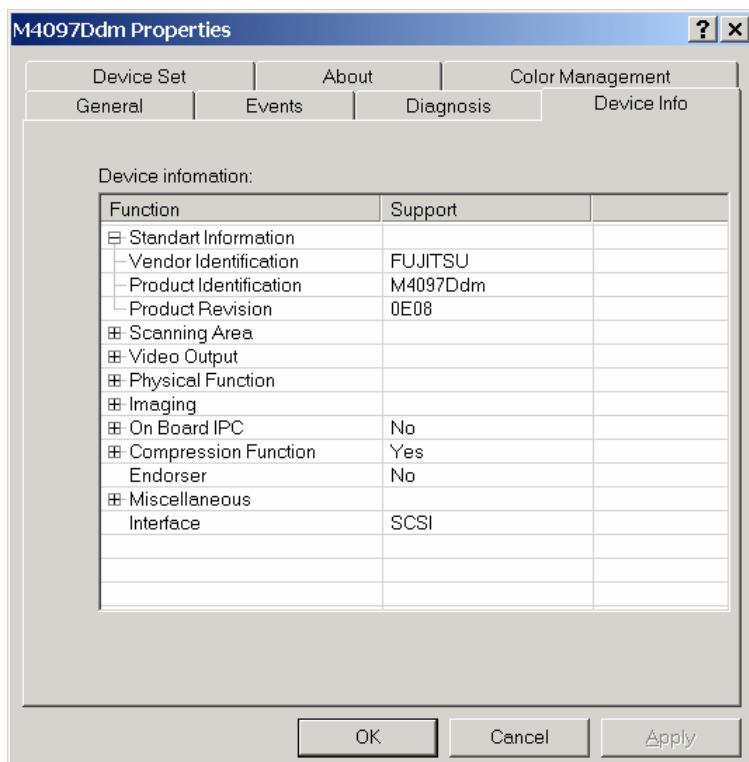 M4097Ddm Properties
Device Set About Color Management
General Events Diagnosis Device Info
Device infomation:
Function Support
Standart Information
Vendor Identification FUJITSU
Product Identification M4097Ddm
Product Revision 0E08
Scanning Area
Video Output
Physical Function
Imaging
On Board IPC No
Compression Function Yes
Endorser No
Miscellaneous
Interface SCSI
OK Cancel Apply